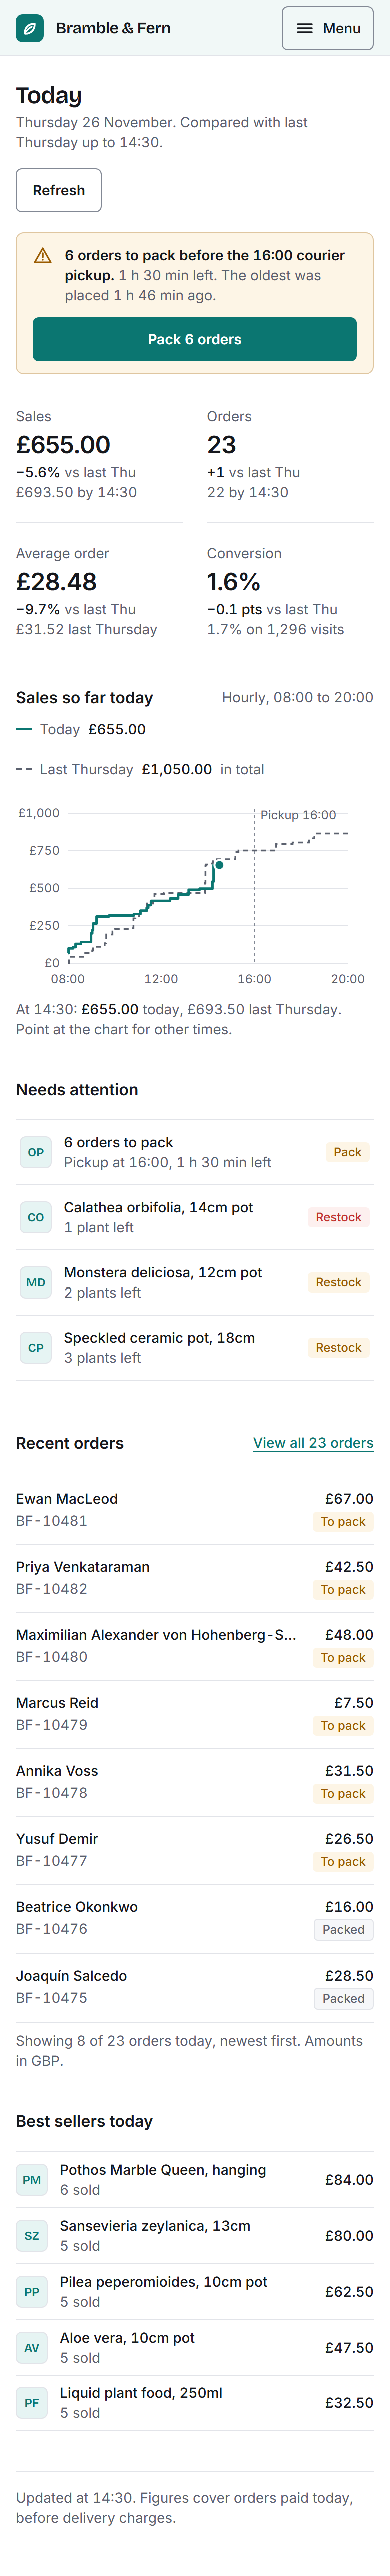 Bramble & Fern
Menu
Today
Thursday 26 November. Compared with last
Thursday up to 14:30.
Refresh
6 orders to pack before the 16:00 courier
pickup. 1 h 30 min left. The oldest was
placed 1 h 46 min ago.
Pack 6 orders
Sales
£655.00
−5.6% vs last Thu
£693.50 by 14:30
Orders
23
+1 vs last Thu
22 by 14:30
Average order
£28.48
−9.7% vs last Thu
£31.52 last Thursday
Conversion
1.6%
−0.1 pts vs last Thu
1.7% on 1,296 visits
Sales so far today
Hourly, 08:00 to 20:00
Today £655.00
Last Thursday £1,050.00 in total
£1,000
£750
£500
£250
£0
Pickup 16:00
08:00
12:00
16:00
20:00
At 14:30: £655.00 today, £693.50 last Thursday.
Point at the chart for other times.
Needs attention
OP
6 orders to pack
Pickup at 16:00, 1 h 30 min left
Pack
CO
Calathea orbifolia, 14cm pot
1 plant left
Restock
MD
Monstera deliciosa, 12cm pot
2 plants left
Restock
CP
Speckled ceramic pot, 18cm
3 plants left
Restock
Recent orders
View all 23 orders
Ewan MacLeod
£67.00
BF-10481
To pack
Priya Venkataraman
£42.50
BF-10482
To pack
Maximilian Alexander von Hohenberg-S...
£48.00
BF-10480
To pack
Marcus Reid
£7.50
BF-10479
To pack
Annika Voss
£31.50
BF-10478
To pack
Yusuf Demir
£26.50
BF-10477
To pack
Beatrice Okonkwo
£16.00
BF-10476
Packed
Joaquín Salcedo
£28.50
BF-10475
Packed
Showing 8 of 23 orders today, newest first. Amounts
in GBP.
Best sellers today
PM
Pothos Marble Queen, hanging
6 sold
£84.00
SZ
Sansevieria zeylanica, 13cm
5 sold
£80.00
PP
Pilea peperomioides, 10cm pot
5 sold
£62.50
AV
Aloe vera, 10cm pot
5 sold
£47.50
PF
Liquid plant food, 250ml
5 sold
£32.50
Updated at 14:30. Figures cover orders paid today,
before delivery charges.